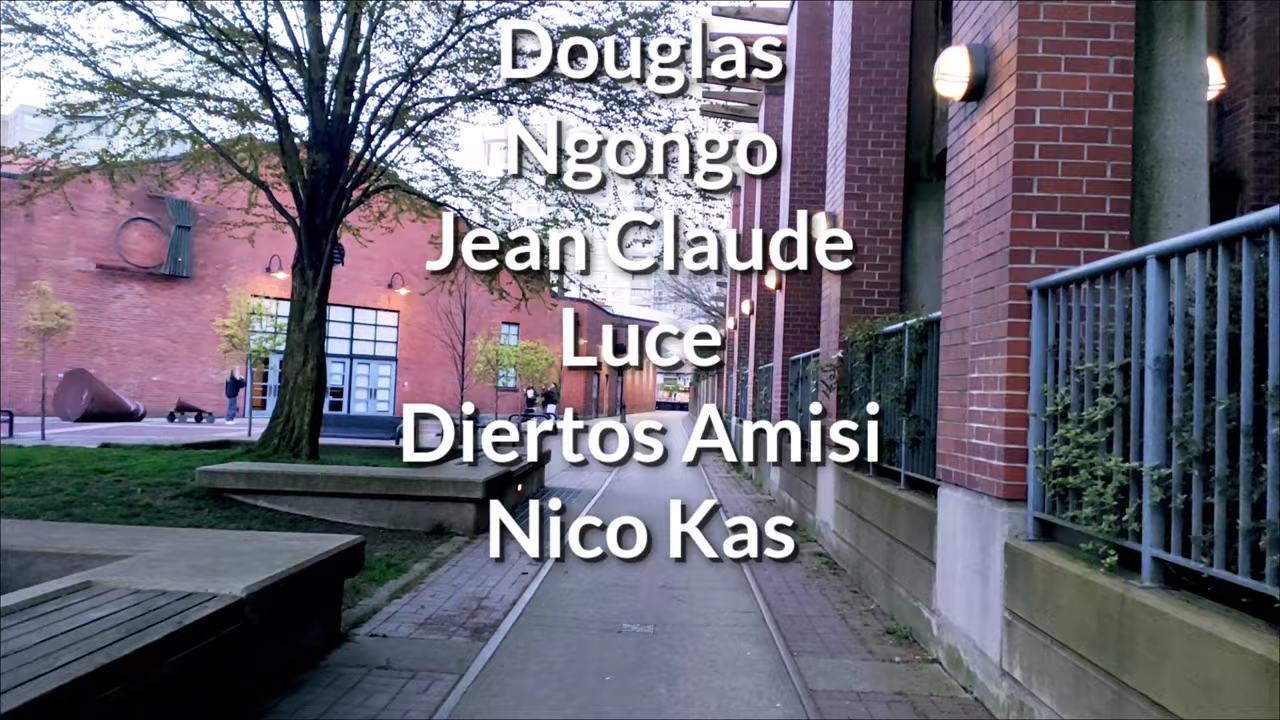 Douglas
Ngongo
Jean Claude
Luce
Diertos Amisi
Nico Kas